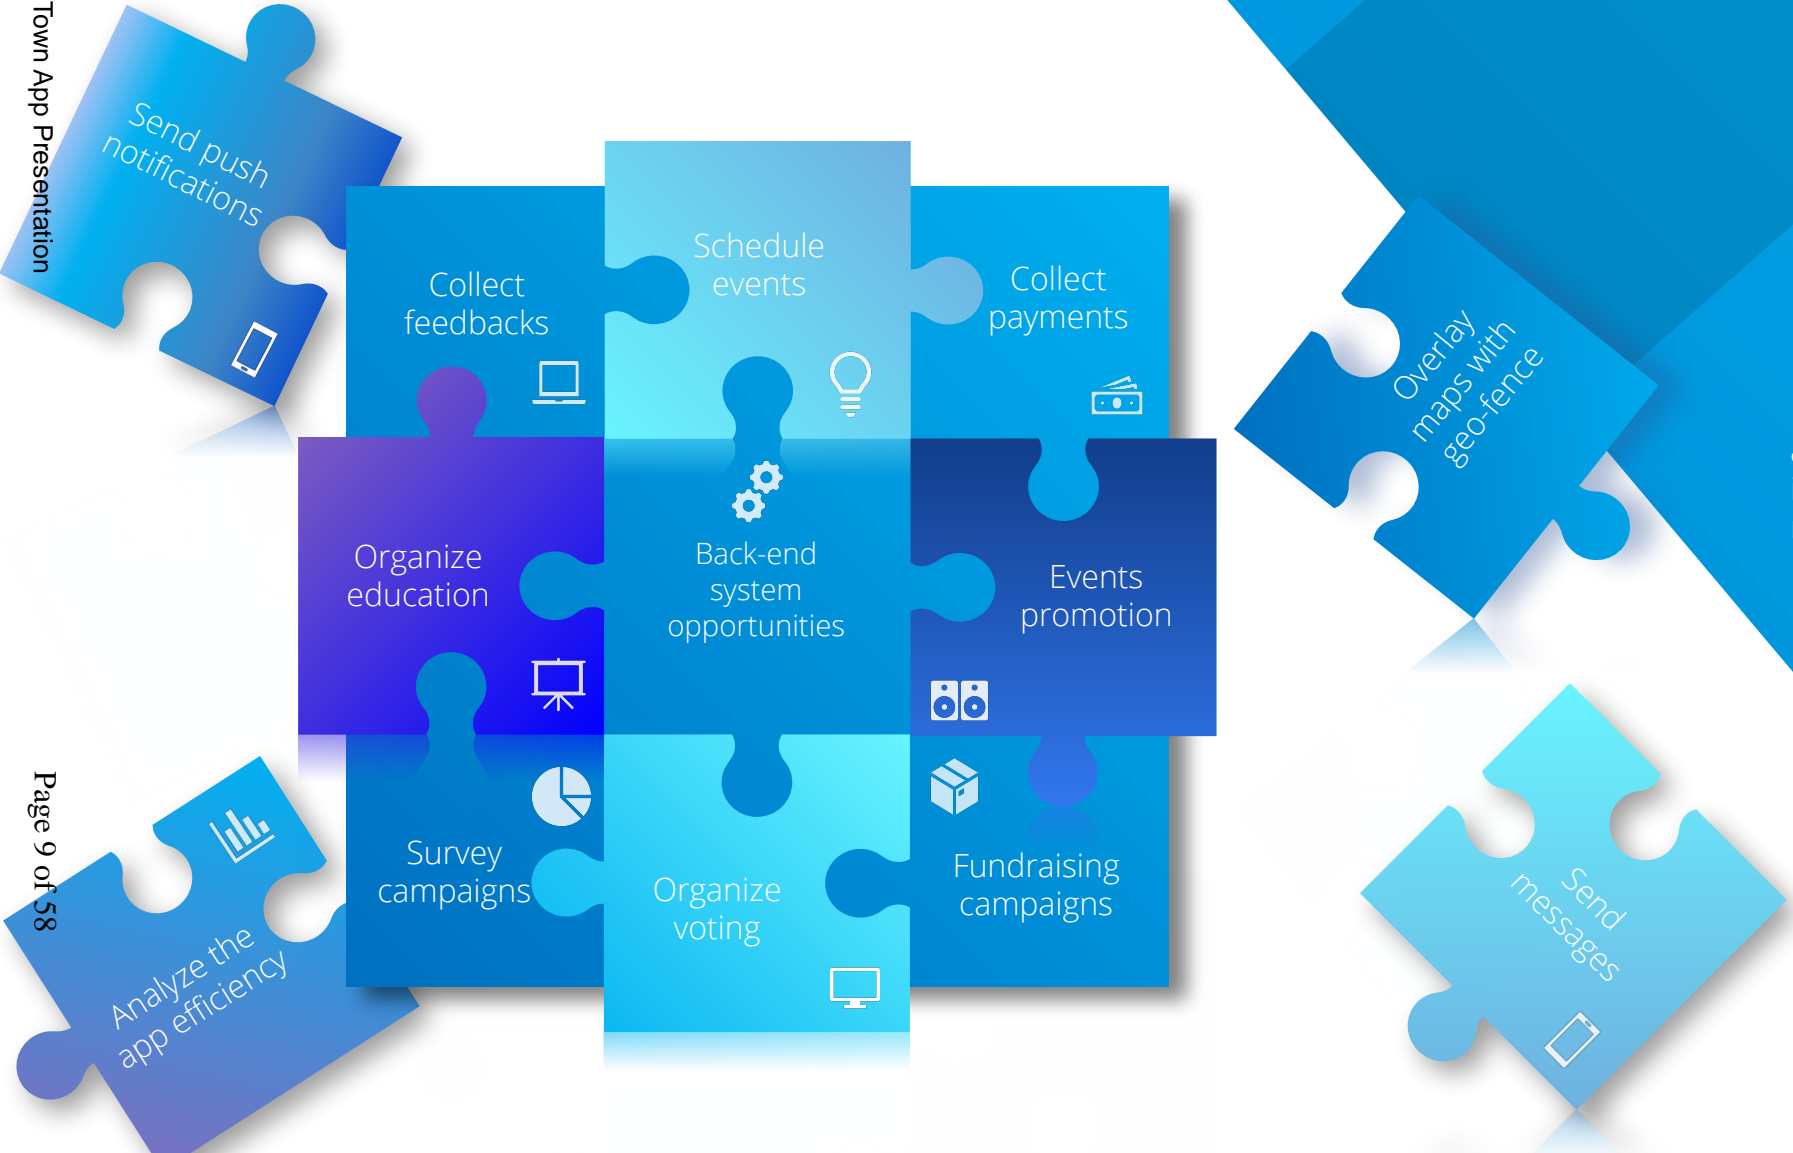 Town App Presentation
Send push
notifications
Collect
feedbacks
Schedule
events
Collect
payments
Overlay
maps with
geo-fence
Organize
education
Back-end
system
opportunities
Events
promotion
Survey
campaigns
Organize
voting
Fundraising
campaigns
Analyze the
app efficiency
Send
messages
Page 9 of 58